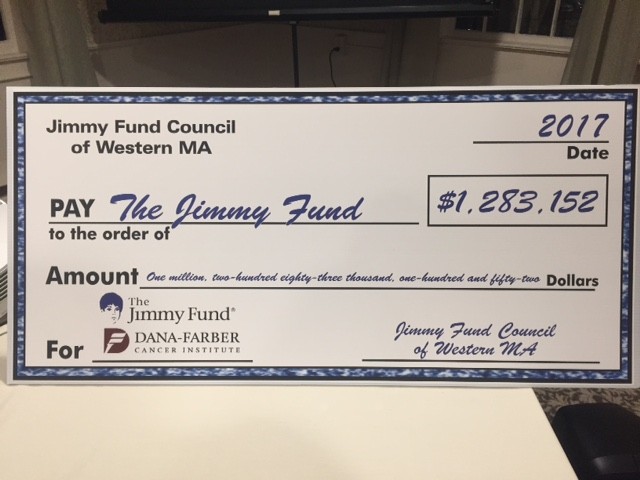 Jimmy Fund Council
of Western MA
2017
Date
PAY The Jimmy Fund
$1,283,152
to the order of
Amount One million, two-hundred eighty-three thousand, one-hundred and fifty-two Dollars
The
Jimmy Fund®
DANA-FARBER
CANCER INSTITUTE
For
Jimmy Fund Council
of Western MA